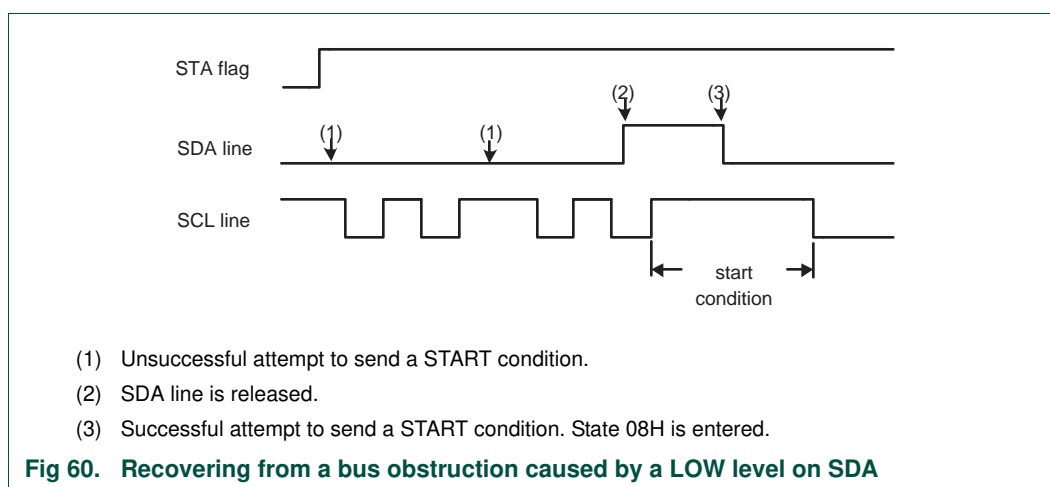 STA flag
(2)
(3)
(1)
(1)
SDA line
SCL line
start
condition
(1) Unsuccessful attempt to send a START condition.
(2) SDA line is released.
(3) Successful attempt to send a START condition. State 08H is entered.
Fig 60. Recovering from a bus obstruction caused by a LOW level on SDA